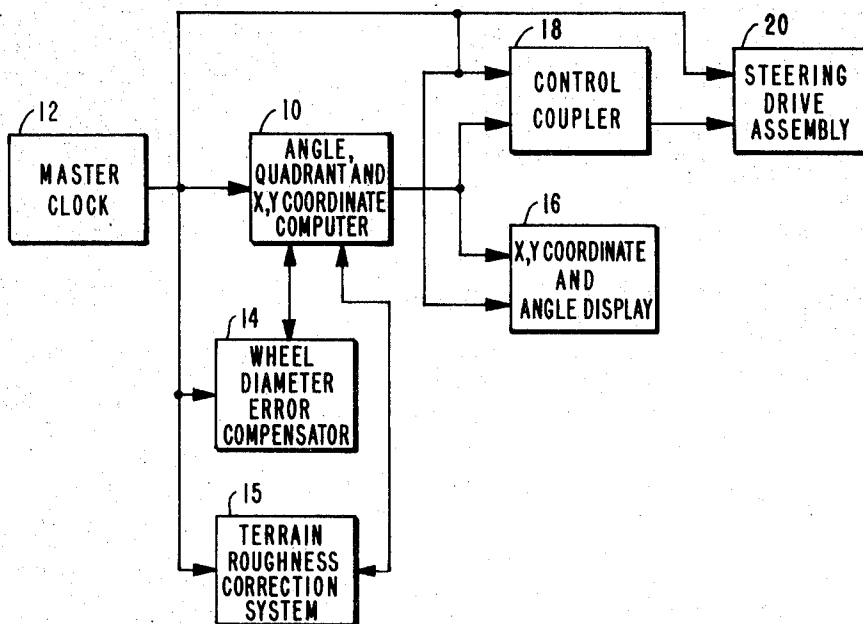 12
MASTER
CLOCK
10
ANGLE,
QUADRANT AND
X,Y COORDINATE
COMPUTER
18
CONTROL
COUPLER
20
STEERING
DRIVE
ASSEMBLY
16
X,Y COORDINATE
AND
ANGLE DISPLAY
14
WHEEL
DIAMETER
ERROR
COMPENSATOR
15
TERRAIN
ROUGHNESS
CORRECTION
SYSTEM